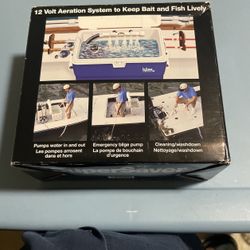 12 Volt Aeration System to Keep Bait and Fish Lively
Pumps water in and out
Les pompes arrosent
dans et hors
Emergency bilge pump
La pompe de bouchain
d'urgence
Cleaning/washdown
Nettoyage/washdown